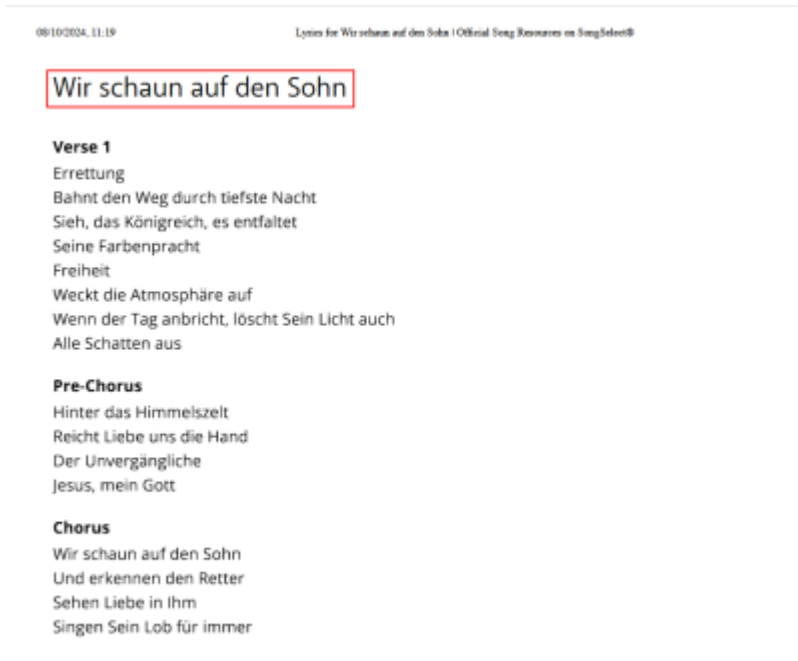 08/10/2024, 11:19 Lyrics for Wir schaun auf den Sohn | Official Song Resources on SongSelect®
Wir schaun auf den Sohn
Verse 1
Errettung
Bahnt den Weg durch tiefste Nacht
Sieh, das Königreich, es entfaltet
Seine Farbenpracht
Freiheit
Weckt die Atmosphäre auf
Wenn der Tag anbricht, löscht Sein Licht auch
Alle Schatten aus
Pre-Chorus
Hinter das Himmelszelt
Reicht Liebe uns die Hand
Der Unvergängliche
Jesus, mein Gott
Chorus
Wir schaun auf den Sohn
Und erkennen den Retter
Sehen Liebe in Ihm
Singen Sein Lob für immer